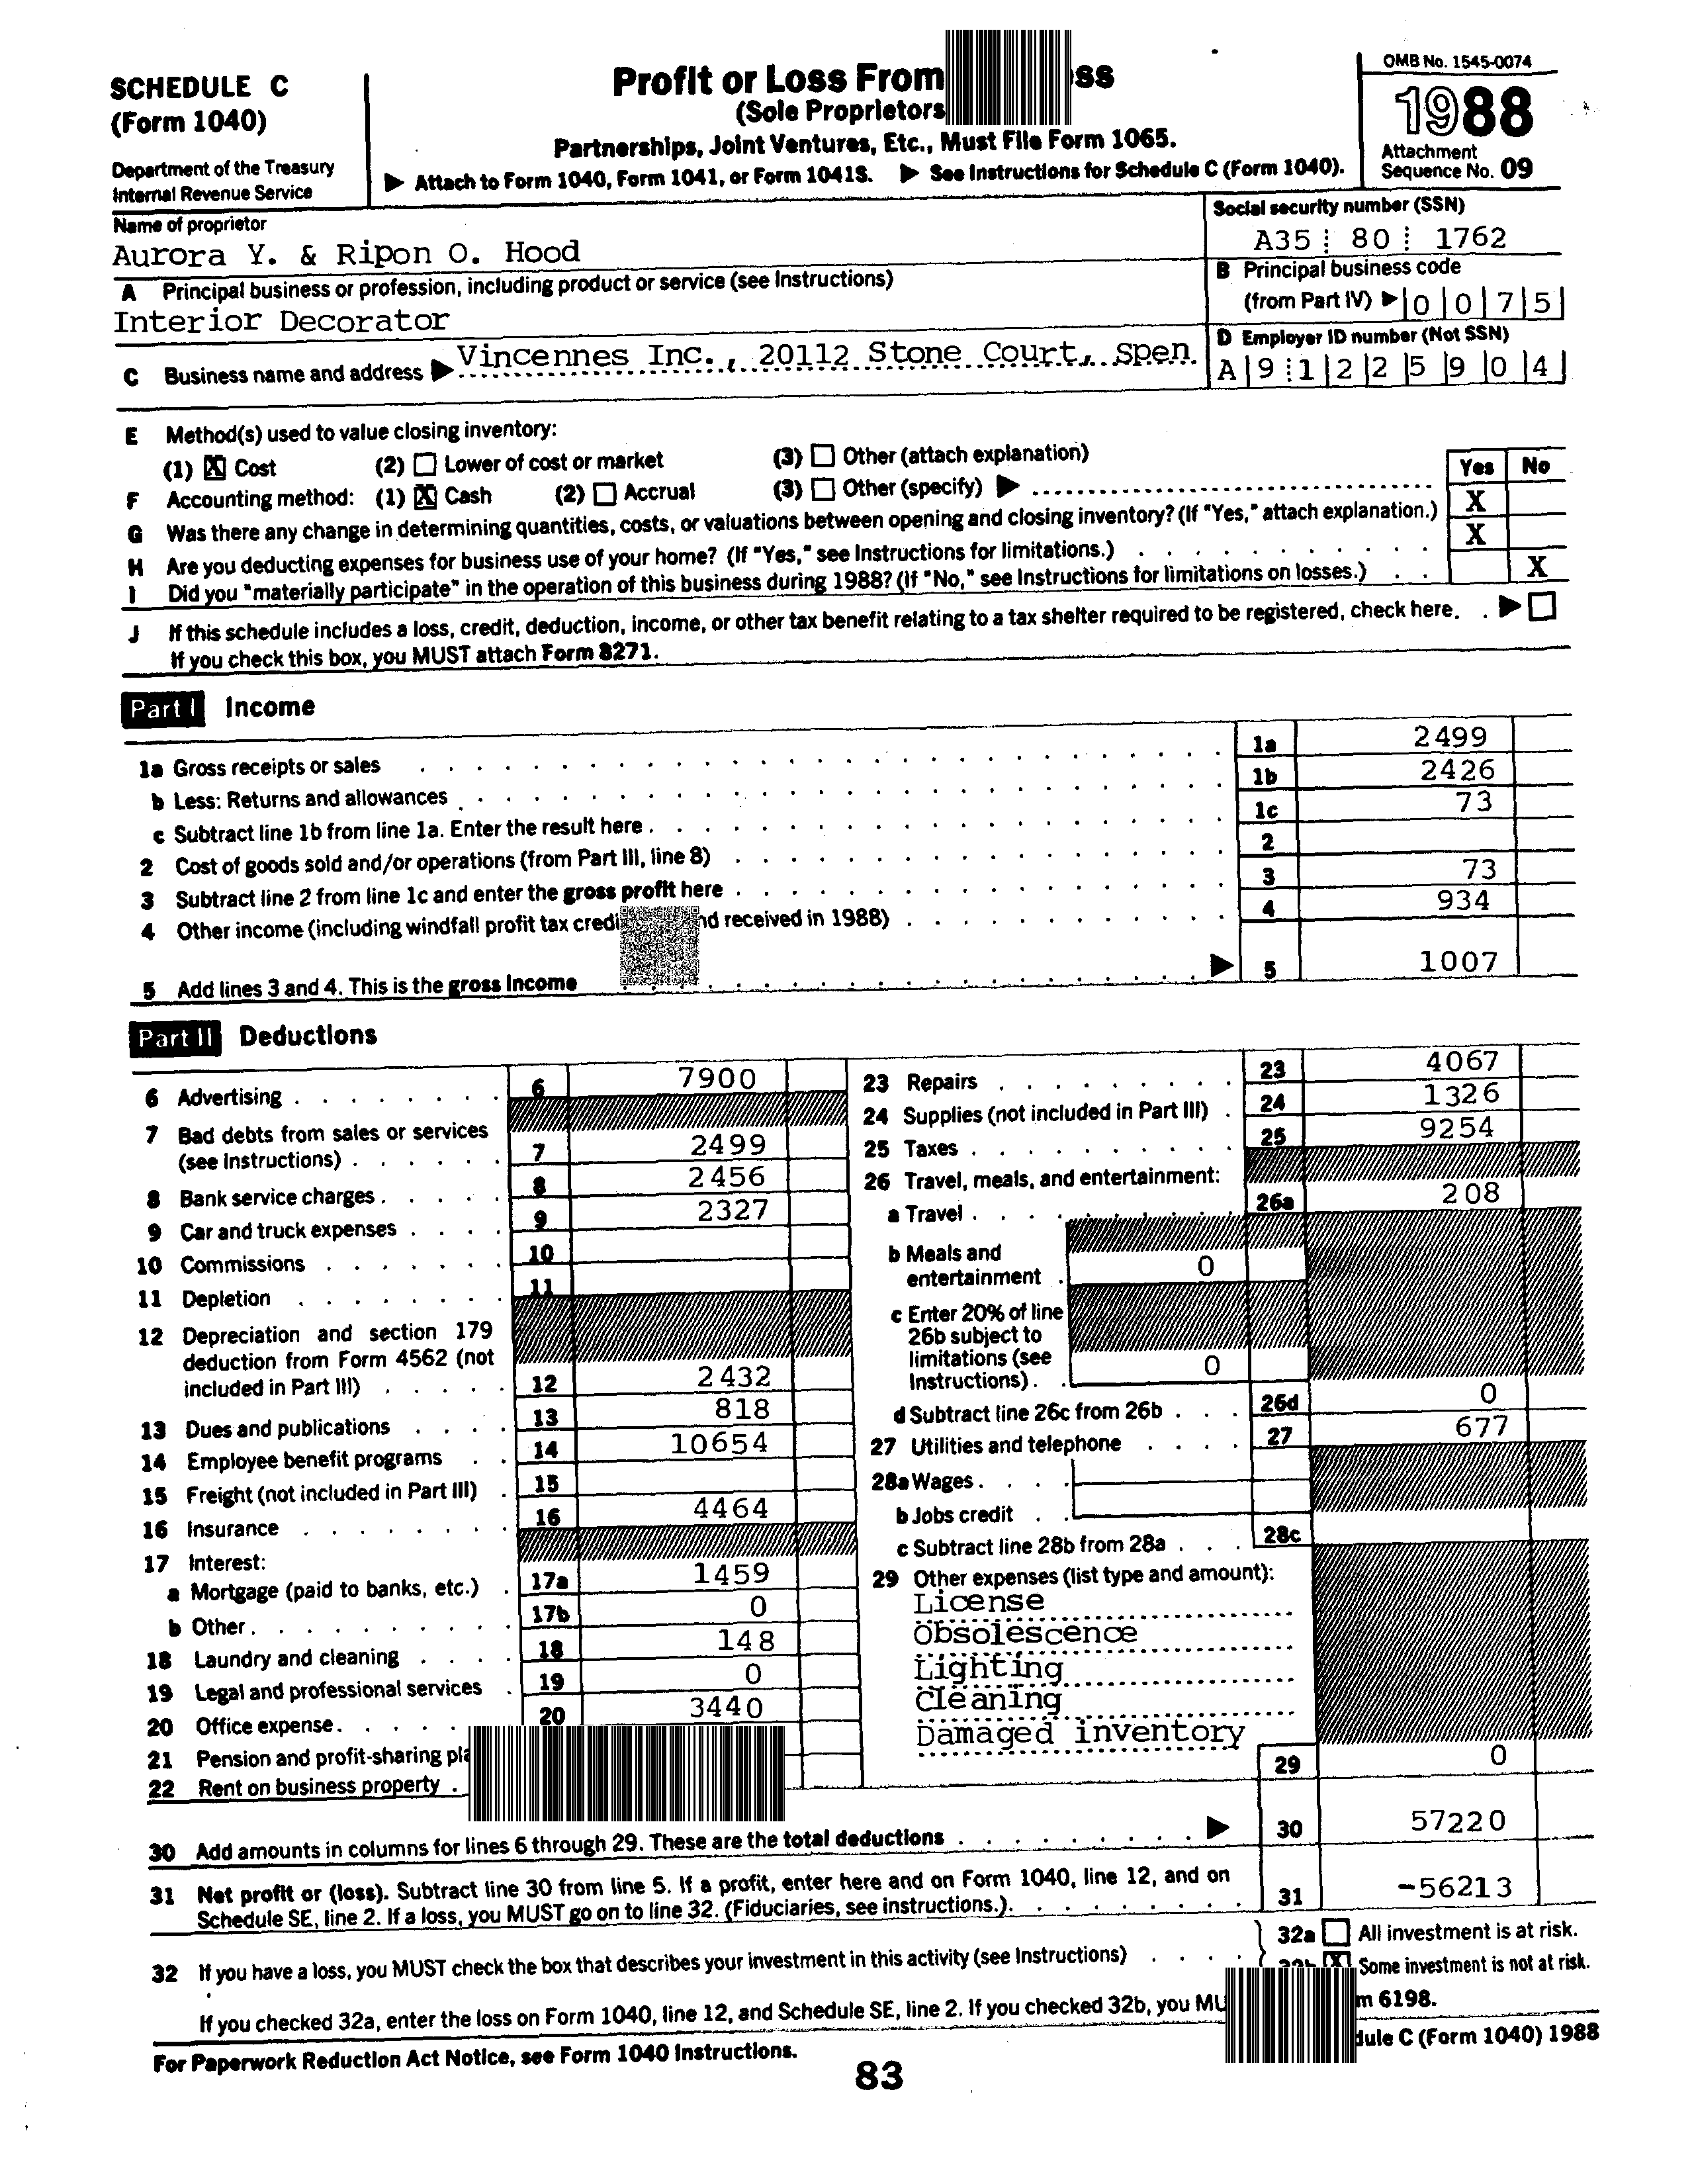 SCHEDULE C
(Form 1040)
Department of the Treasury
Internal Revenue Service
Profit or Loss From
(Sole
Partnerships, Joint Ventures, Etc., Must File Form 1065.
▶ Attach to Form 1040, Form 1041, or Form 1041S. ▶ See Instructions for Schedule C (Form 1040).
OMB No. 1545-0074
1988
Attachment
Sequence No. 09
Name of proprietor
Aurora Y. & Ripon O. Hood
Social security number (SSN)
A35 80 1762
A Principal business or profession, including product or service (see Instructions)
Interior Decorator
B Principal business code
(from Part IV) ▶ 0 0 7 5
C Business name and address ▶ Vincennes Inc., 20112 Stone Court, Spen.
D Employer ID number (Not SSN)
A 9 1 2 2 5 9 0 4
E Method(s) used to value closing inventory:
(1) X Cost (2) Lower of cost or market (3) Other (attach explanation)
Yes No
F Accounting method: (1) X Cash (2) Accrual (3) Other (specify) ▶
G Was there any change in determining quantities, costs, or valuations between opening and closing inventory? (If "Yes," attach explanation.) X
H Are you deducting expenses for business use of your home? (If "Yes," see Instructions for limitations.) X
I Did you "materially participate" in the operation of this business during 1988? (If "No," see Instructions for limitations on losses.) X
J If this schedule includes a loss, credit, deduction, income, or other tax benefit relating to a tax shelter required to be registered, check here. ▶
If you check this box, you MUST attach Form 8271.
Part I Income
1a Gross receipts or sales 1a 2499
b Less: Returns and allowances 1b 2426
c Subtract line 1b from line 1a. Enter the result here 1c 73
2 Cost of goods sold and/or operations (from Part III, line 8) 2
3 Subtract line 2 from line 1c and enter the gross profit here 3 73
4 Other income (including windfall profit tax received in 1988) 4 934
5 Add lines 3 and 4. This is the gross income ▶ 5 1007
Part II Deductions
6 Advertising 6 7900
7 Bad debts from sales or services
(see Instructions) 7 2499
8 Bank service charges 8 2456
9 Car and truck expenses 9 2327
10 Commissions 10
11 Depletion 11
12 Depreciation and section 179
deduction from Form 4562 (not
included in Part III) 12 2432
13 Dues and publications 13 818
14 Employee benefit programs 14 10654
15 Freight (not included in Part III) 15
16 Insurance 16 4464
17 Interest:
a Mortgage (paid to banks, etc.) 17a 1459
b Other 17b 0
18 Laundry and cleaning 18 148
19 Legal and professional services 19 0
20 Office expense 20 3440
21 Pension and profit-sharing
22 Rent on business property
23 Repairs 23 4067
24 Supplies (not included in Part III) 24 1326
25 Taxes 25 9254
26 Travel, meals, and entertainment:
a Travel 26a 208
b Meals and
entertainment 0
c Enter 20% of line
26b subject to
limitations (see
Instructions) 0
d Subtract line 26c from 26b 26d 0
27 Utilities and telephone 27 677
28a Wages
b Jobs credit
c Subtract line 28b from 28a 28c
29 Other expenses (list type and amount):
License
Obsolescence
Lighting
Cleaning
Damaged inventory
29 0
30 Add amounts in columns for lines 6 through 29. These are the total deductions ▶ 30 57220
31 Net profit or (loss). Subtract line 30 from line 5. If a profit, enter here and on Form 1040, line 12, and on
Schedule SE, line 2. If a loss, you MUST go on to line 32. (Fiduciaries, see instructions.) 31 -56213
32a All investment is at risk.
32 If you have a loss, you MUST check the box that describes your investment in this activity (see Instructions)
X Some investment is not at risk.
If you checked 32a, enter the loss on Form 1040, line 12, and Schedule SE, line 2. If you checked 32b, you 6198.
For Paperwork Reduction Act Notice, see Form 1040 Instructions.
C (Form 1040) 1988
83